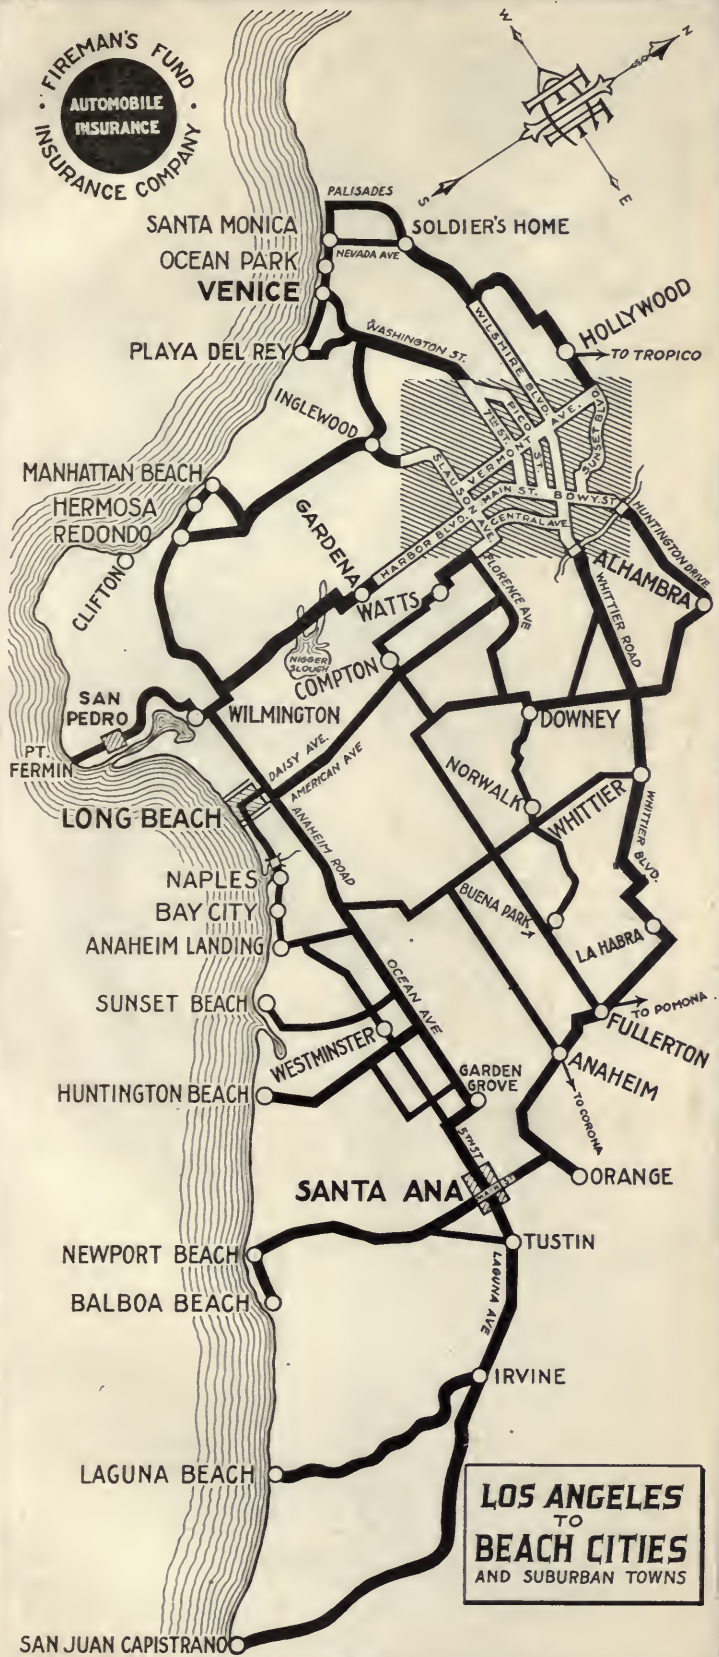 FIREMAN'S FUND
INSURANCE COMPANY
AUTOMOBILE
INSURANCE
W
N
S
E
PALISADES
SANTA MONICA
SOLDIER'S HOME
NEVADA AVE
OCEAN PARK
VENICE
WASHINGTON ST.
WILSHIRE BLVD.
HOLLYWOOD
PLAYA DEL REY
TO TROPICO
INGLEWOOD
7TH ST.
PICO ST.
VERMONT AVE.
SUNSET BLVD
SLAUSON AVE.
MAIN ST.
BDWY. ST
CENTRAL AVE.
HARBOR BLVD.
MANHATTAN BEACH
HERMOSA
REDONDO
CLIFTON
GARDENA
WATTS
FLORENCE AVE
HUNTINGTON DRIVE
ALHAMBRA
WHITTIER ROAD
NIGGER
SLOUGH
COMPTON
SAN
PEDRO
WILMINGTON
DOWNEY
PT.
FERMIN
DAISY AVE.
AMERICAN AVE
NORWALK
WHITTIER
LONG BEACH
ANAHEIM ROAD
WHITTIER BLVD.
NAPLES
BAY CITY
BUENA PARK
LA HABRA
ANAHEIM LANDING
OCEAN AVE
SUNSET BEACH
TO POMONA
FULLERTON
WESTMINSTER
ANAHEIM
GARDEN
GROVE
HUNTINGTON BEACH
TO CORONA
5TH ST.
SANTA ANA
MAIN ST
ORANGE
NEWPORT BEACH
TUSTIN
LAGUNA AVE
BALBOA BEACH
IRVINE
LAGUNA BEACH
LOS ANGELES
TO
BEACH CITIES
AND SUBURBAN TOWNS
SAN JUAN CAPISTRANO